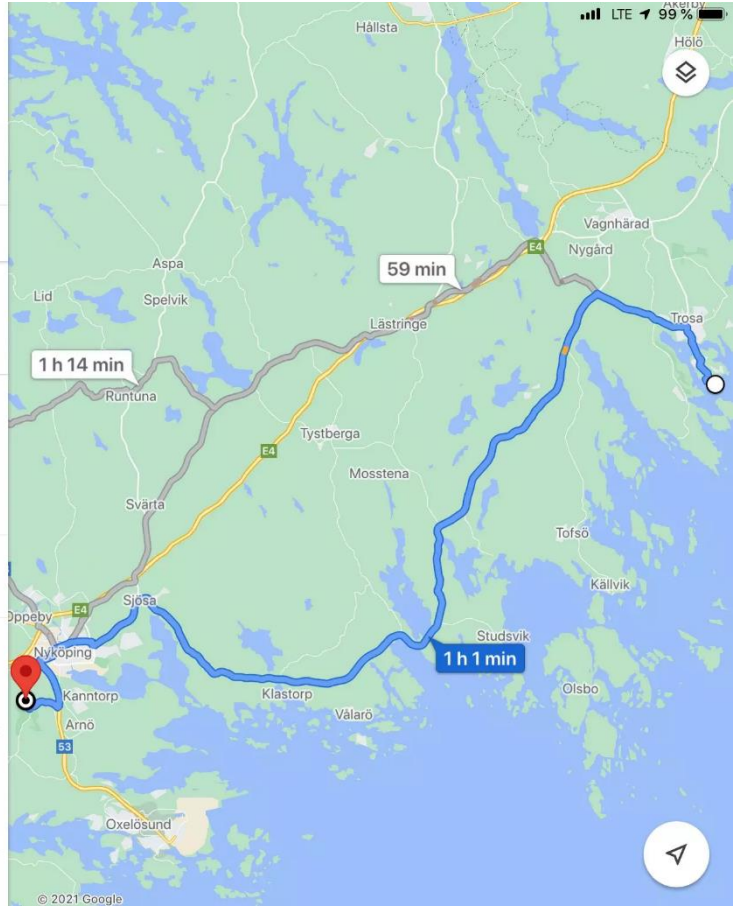 LTE 99 %
Åkerby
Hållsta
Hölö
Vagnhärad
E4
Nygård
Aspa
59 min
Lid
Spelvik
Trosa
Lästringe
1 h 14 min
Runtuna
Tystberga
E4
Mosstena
Svärta
Tofsö
Källvik
Sjösa
E4
Oppeby
Studsvik
Nyköping
1 h 1 min
Olsbo
Kanntorp
Klastorp
Vålarö
Arnö
53
Oxelösund
© 2021 Google